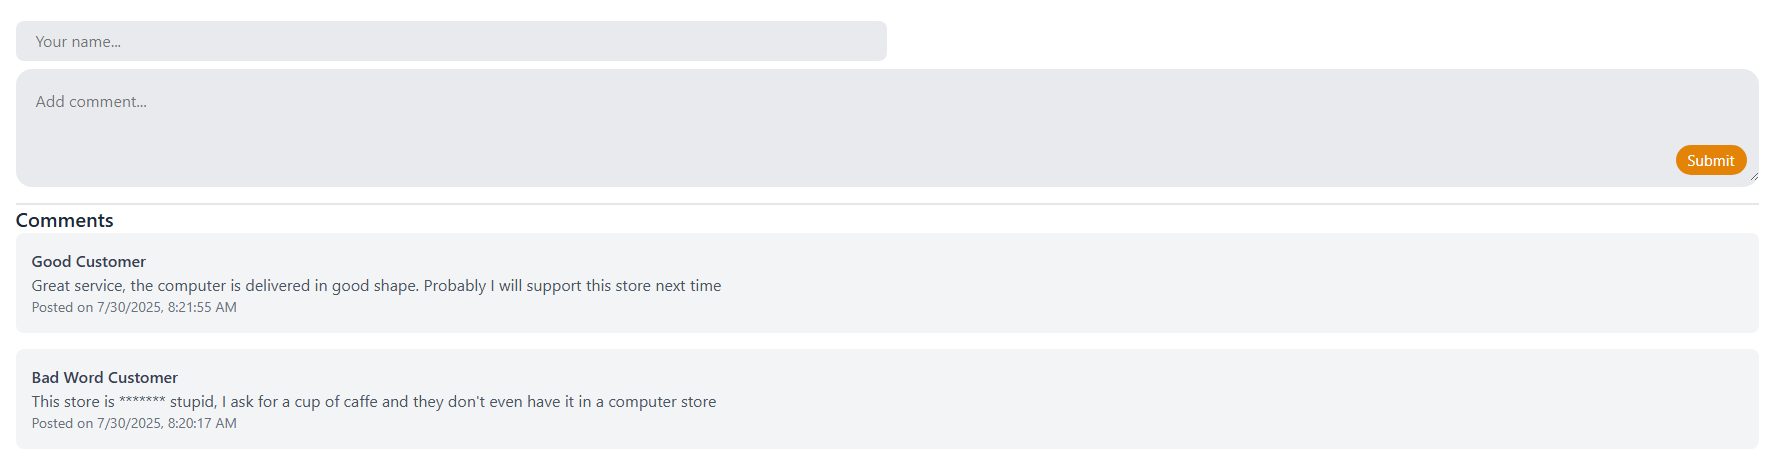 Your name...
Add comment...
Submit
Comments
Good Customer
Great service, the computer is delivered in good shape. Probably I will support this store next time
Posted on 7/30/2025, 8:21:55 AM
Bad Word Customer
This store is ******* stupid, I ask for a cup of caffe and they don't even have it in a computer store
Posted on 7/30/2025, 8:20:17 AM